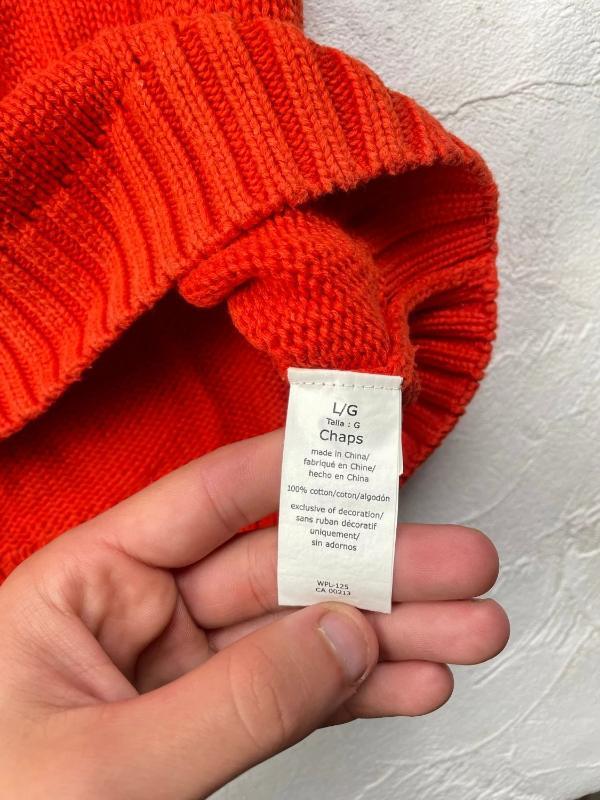 L/G
Talla : G
Chaps
made in China/
fabriqué en Chine/
hecho en China
100% cotton/coton/algodón
exclusive of decoration/
sans ruban décoratif
uniquement/
sin adornos
WPL-125
CA 00213